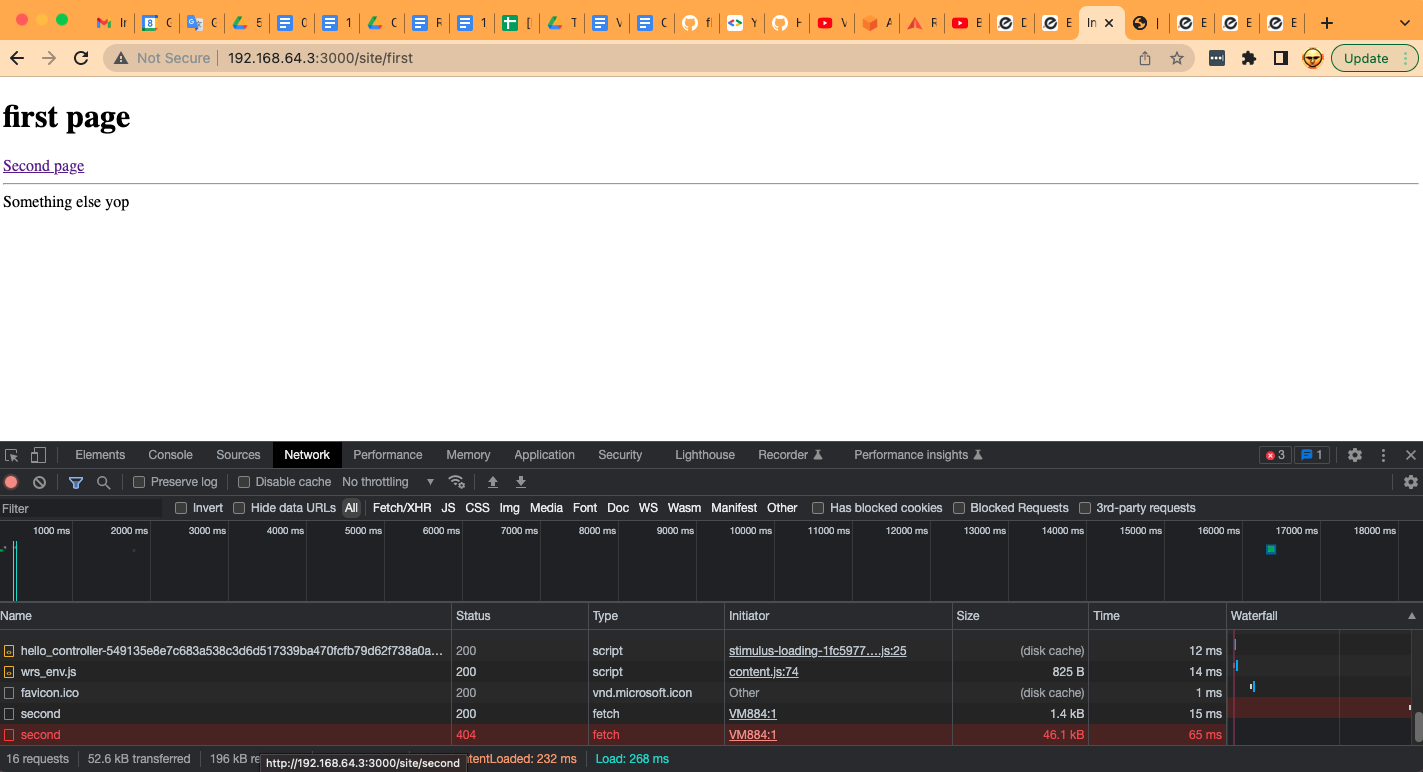 Not Secure 192.168.64.3:3000/site/first Update
first page
Second page
Something else yop
Elements Console Sources Network Performance Memory Application Security Lighthouse Recorder Performance insights 3 1
Preserve log Disable cache No throttling
Filter Invert Hide data URLs All Fetch/XHR JS CSS Img Media Font Doc WS Wasm Manifest Other Has blocked cookies Blocked Requests 3rd-party requests
1000 ms 2000 ms 3000 ms 4000 ms 5000 ms 6000 ms 7000 ms 8000 ms 9000 ms 10000 ms 11000 ms 12000 ms 13000 ms 14000 ms 15000 ms 16000 ms 17000 ms 18000 ms
Name Status Type Initiator Size Time Waterfall
hello_controller-549135e8e7c683a538c3d6d517339ba470fcfb79d62f738a0a... 200 script stimulus-loading-1fc5977....js:25 (disk cache) 12 ms
wrs_env.js 200 script content.js:74 825 B 14 ms
favicon.ico 200 vnd.microsoft.icon Other (disk cache) 1 ms
second 200 fetch VM884:1 1.4 kB 15 ms
second 404 fetch VM884:1 46.1 kB 65 ms
16 requests 52.6 kB transferred 196 kB re ntentLoaded: 232 ms Load: 268 ms
http://192.168.64.3:3000/site/second